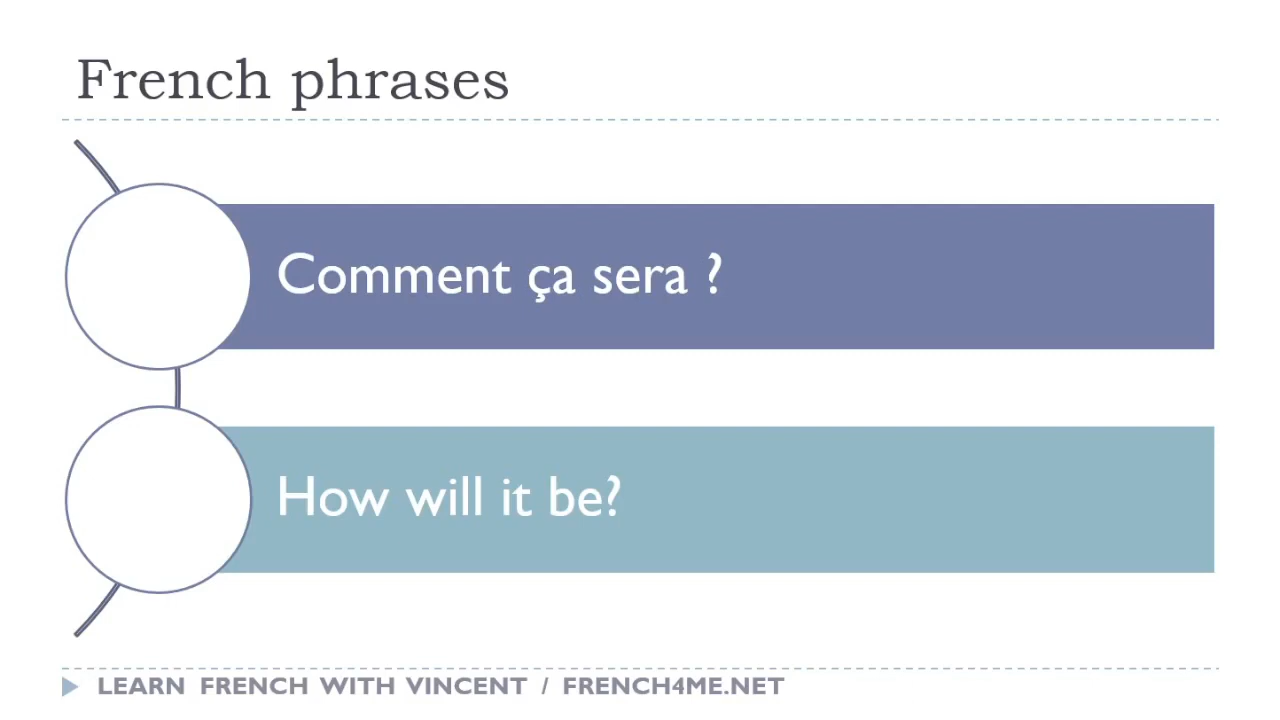 French phrases
Comment ça sera ?
How will it be?
LEARN FRENCH WITH VINCENT / FRENCH4ME.NET